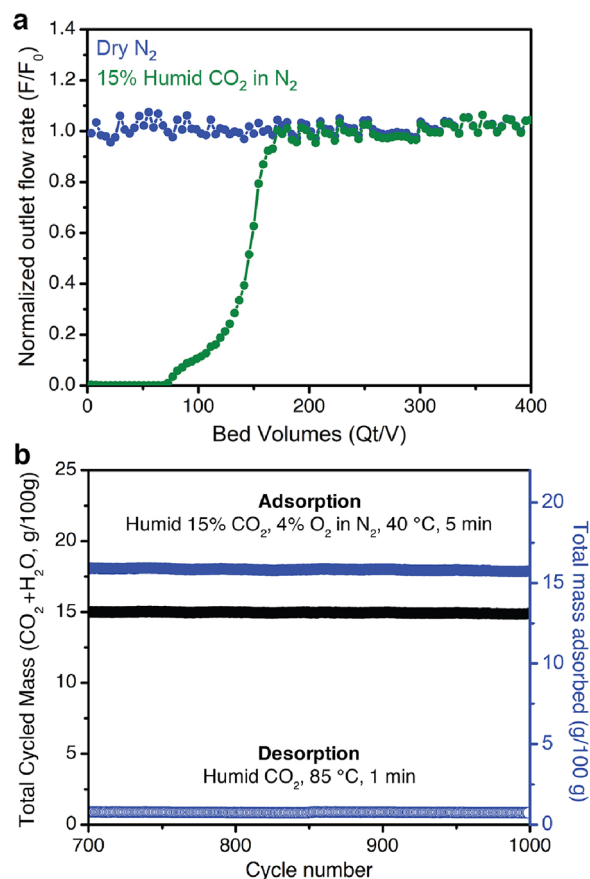 a
Normalized outlet flow rate (F/F₀)
1.4
1.2
1.0
0.8
0.6
0.4
0.2
0.0
Dry N₂
15% Humid CO₂ in N₂
0
100
200
300
400
Bed Volumes (Qt/V)
b
Total Cycled Mass (CO₂+H₂O, g/100g)
25
20
15
10
5
0
Adsorption
Humid 15% CO₂, 4% O₂ in N₂, 40 °C, 5 min
Desorption
Humid CO₂, 85 °C, 1 min
20
15
10
5
0
Total mass adsorbed (g/100 g)
700
800
900
1000
Cycle number